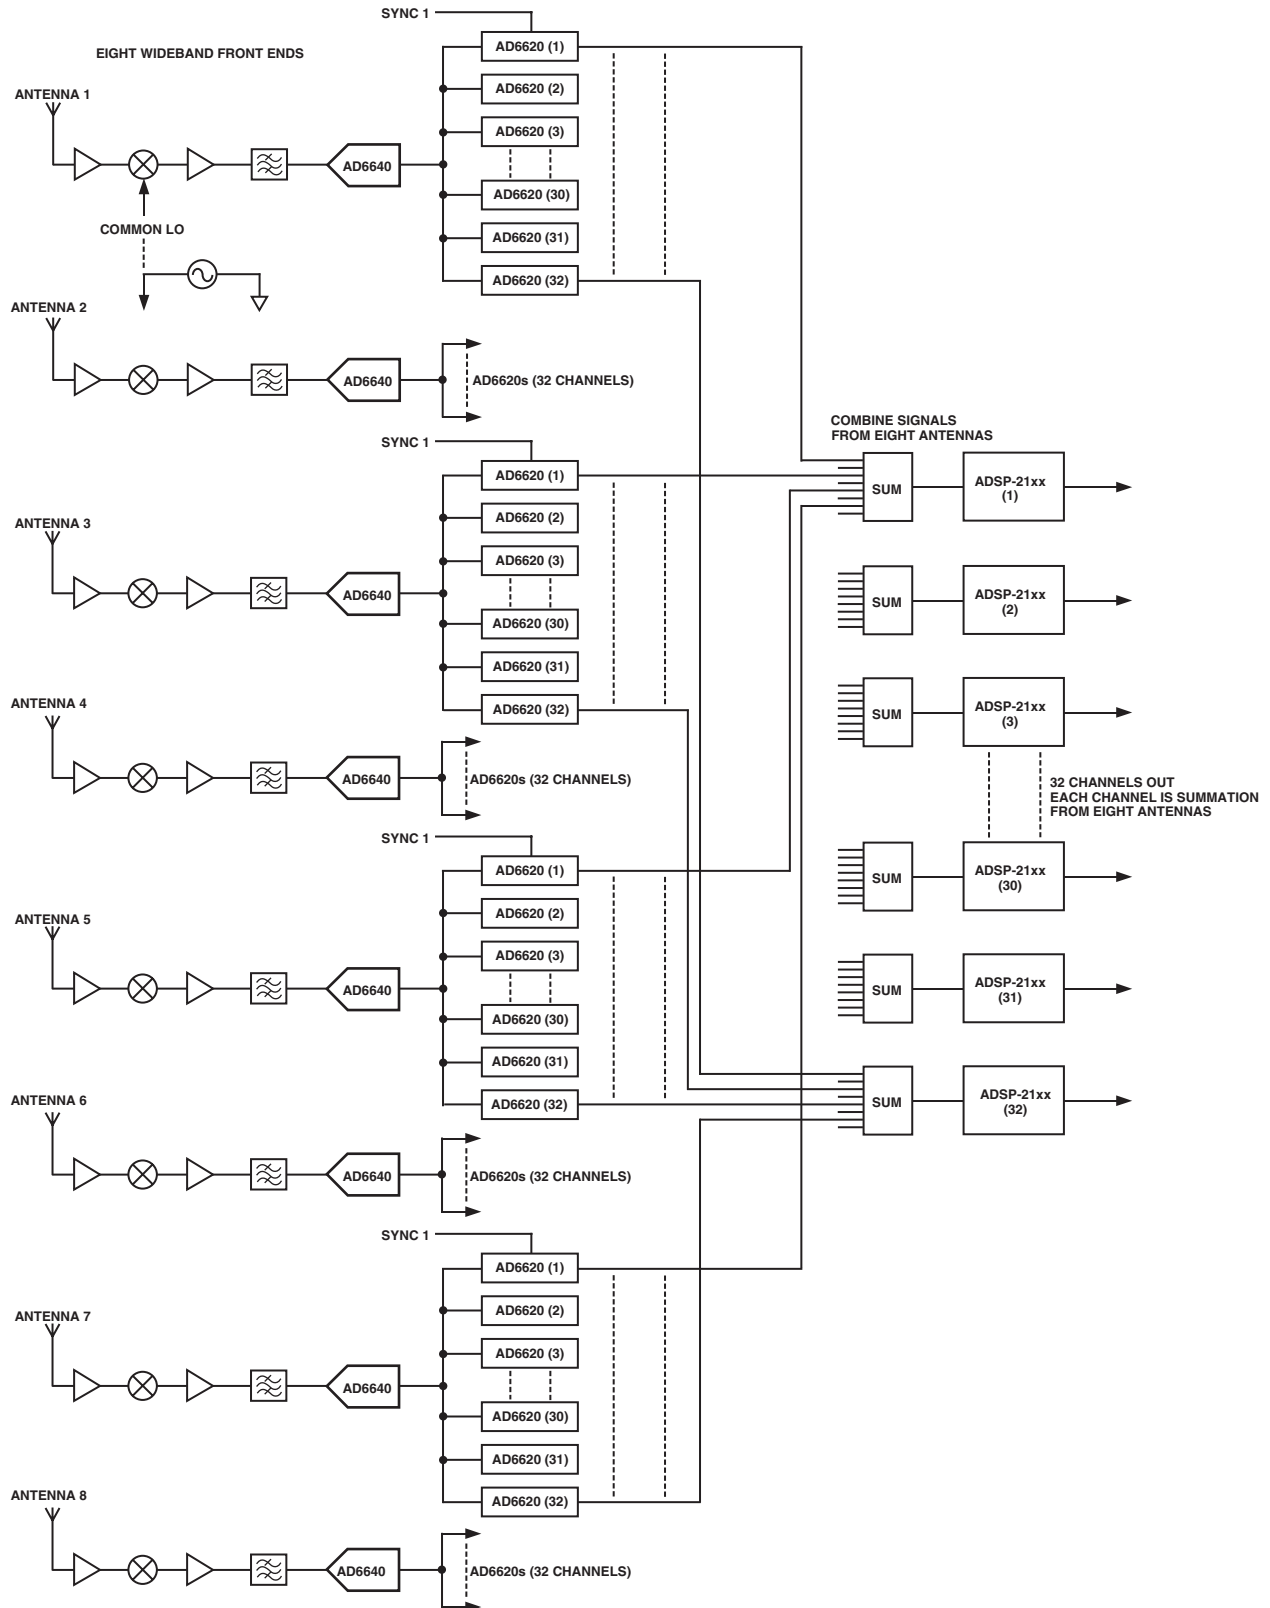 SYNC 1
EIGHT WIDEBAND FRONT ENDS
AD6620 (1)
AD6620 (2)
ANTENNA 1
AD6620 (3)
AD6640
AD6620 (30)
COMMON LO
AD6620 (31)
AD6620 (32)
ANTENNA 2
AD6640
AD6620s (32 CHANNELS)
SYNC 1
AD6620 (1)
AD6620 (2)
ANTENNA 3
AD6620 (3)
AD6640
AD6620 (30)
AD6620 (31)
ANTENNA 4
AD6620 (32)
AD6640
AD6620s (32 CHANNELS)
SYNC 1
AD6620 (1)
AD6620 (2)
ANTENNA 5
AD6620 (3)
AD6640
AD6620 (30)
AD6620 (31)
ANTENNA 6
AD6620 (32)
AD6640
AD6620s (32 CHANNELS)
SYNC 1
AD6620 (1)
AD6620 (2)
ANTENNA 7
AD6620 (3)
AD6640
AD6620 (30)
AD6620 (31)
ANTENNA 8
AD6620 (32)
AD6640
AD6620s (32 CHANNELS)
COMBINE SIGNALS
FROM EIGHT ANTENNAS
SUM
ADSP-21xx
(1)
SUM
ADSP-21xx
(2)
SUM
ADSP-21xx
(3)
32 CHANNELS OUT
EACH CHANNEL IS SUMMATION
FROM EIGHT ANTENNAS
SUM
ADSP-21xx
(30)
SUM
ADSP-21xx
(31)
SUM
ADSP-21xx
(32)